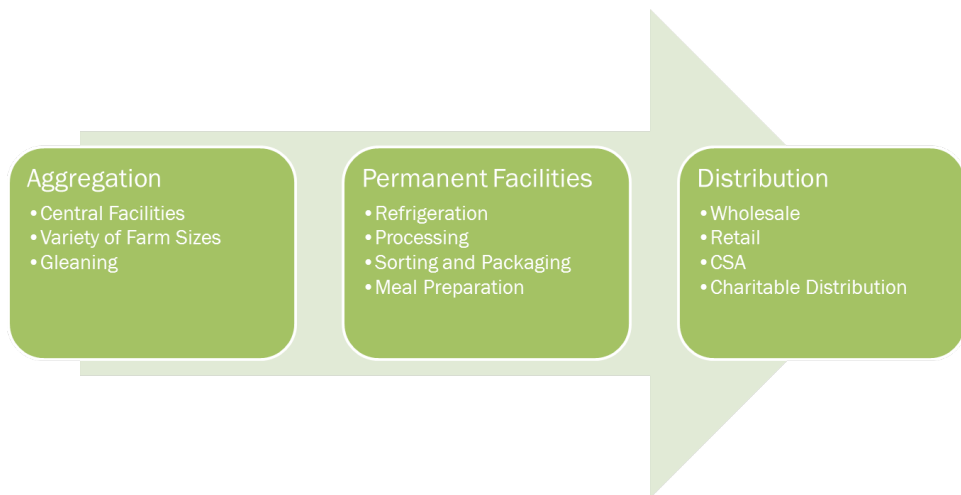 Aggregation
•Central Facilities
•Variety of Farm Sizes
•Gleaning
Permanent Facilities
•Refrigeration
•Processing
•Sorting and Packaging
•Meal Preparation
Distribution
•Wholesale
•Retail
•CSA
•Charitable Distribution